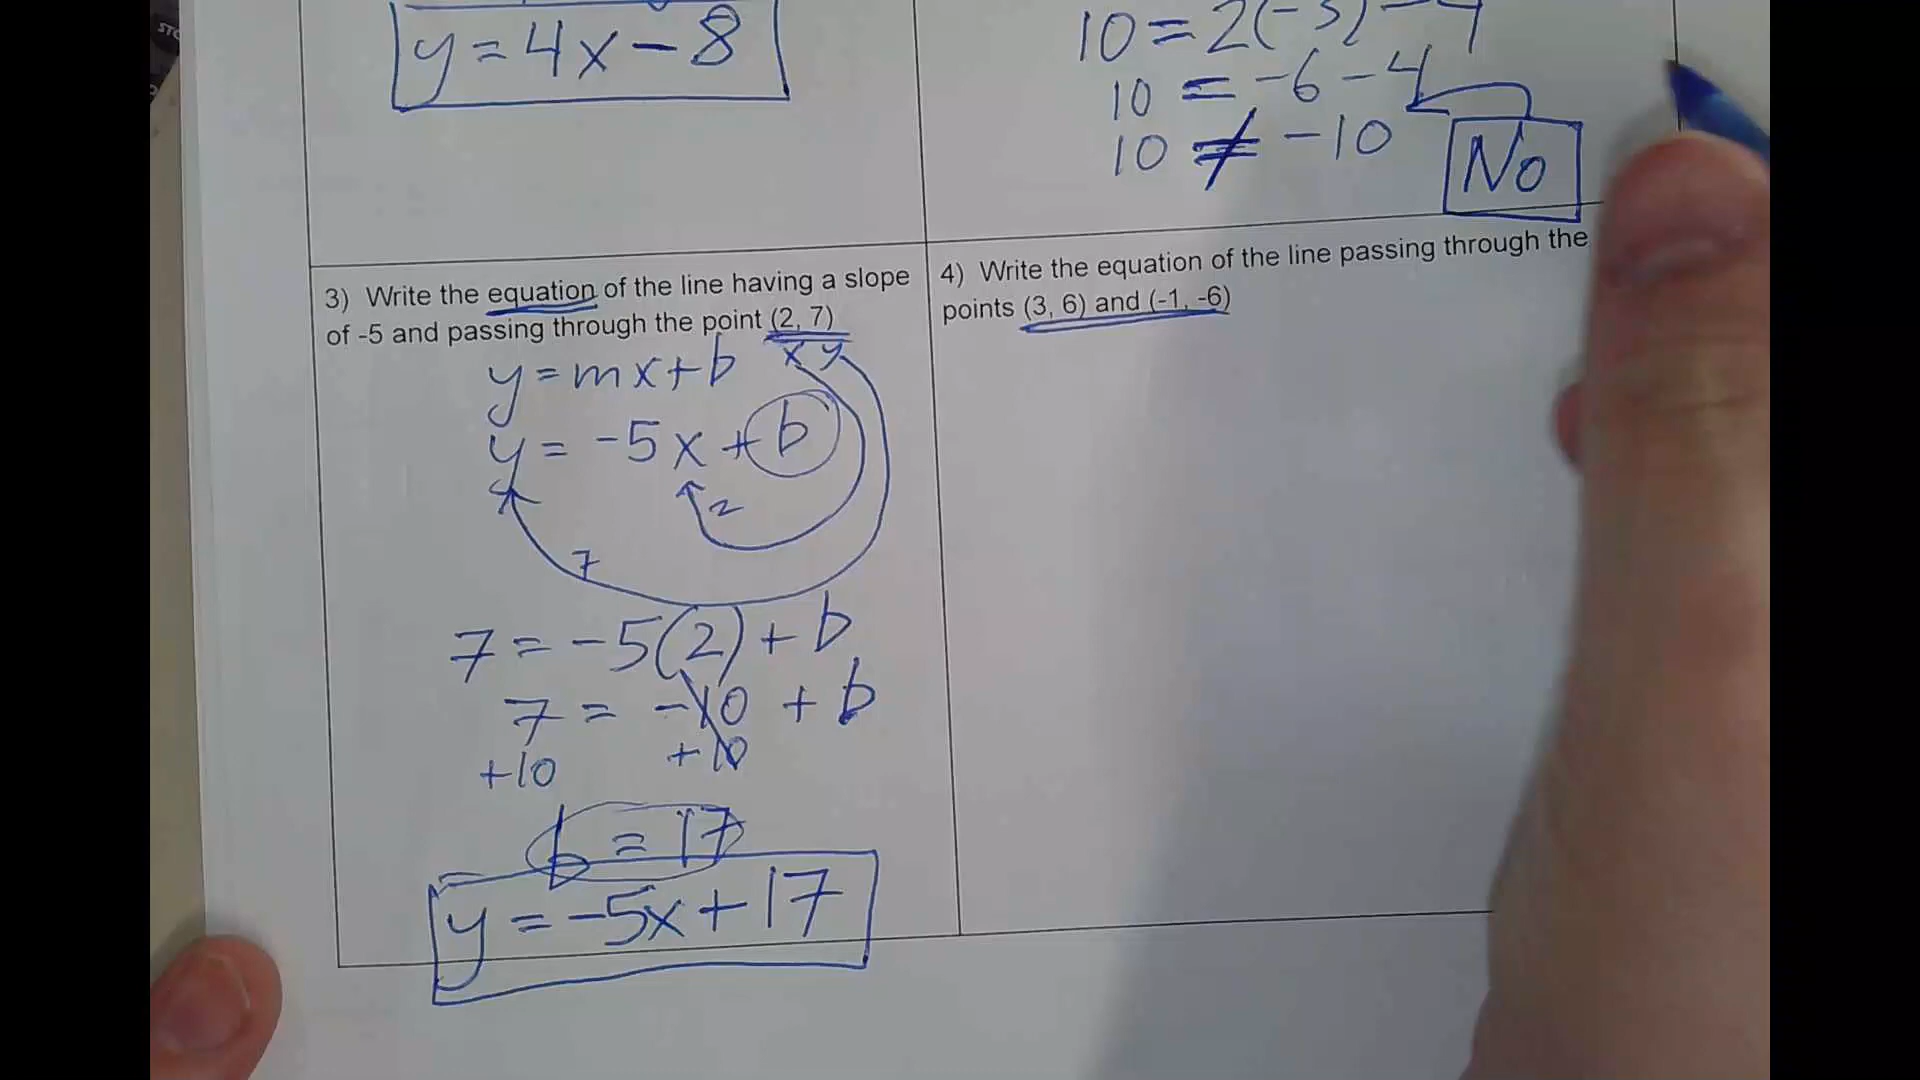 y = 4x - 8
10 = 2(-3) - 4
10 = -6 - 4
10 ≠ -10
No
3) Write the equation of the line having a slope
of -5 and passing through the point (2, 7)
x y
y = mx + b
y = -5x + b
2
7
7 = -5(2) + b
7 = -10 + b
+10 +10
b = 17
y = -5x + 17
4) Write the equation of the line passing through the
points (3, 6) and (-1, -6)